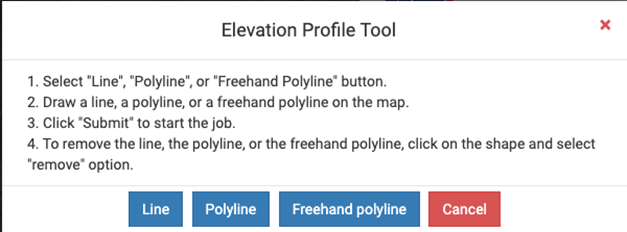 Elevation Profile Tool
×
1. Select "Line", "Polyline", or "Freehand Polyline" button.
2. Draw a line, a polyline, or a freehand polyline on the map.
3. Click "Submit" to start the job.
4. To remove the line, the polyline, or the freehand polyline, click on the shape and select
"remove" option.
Line Polyline Freehand polyline Cancel